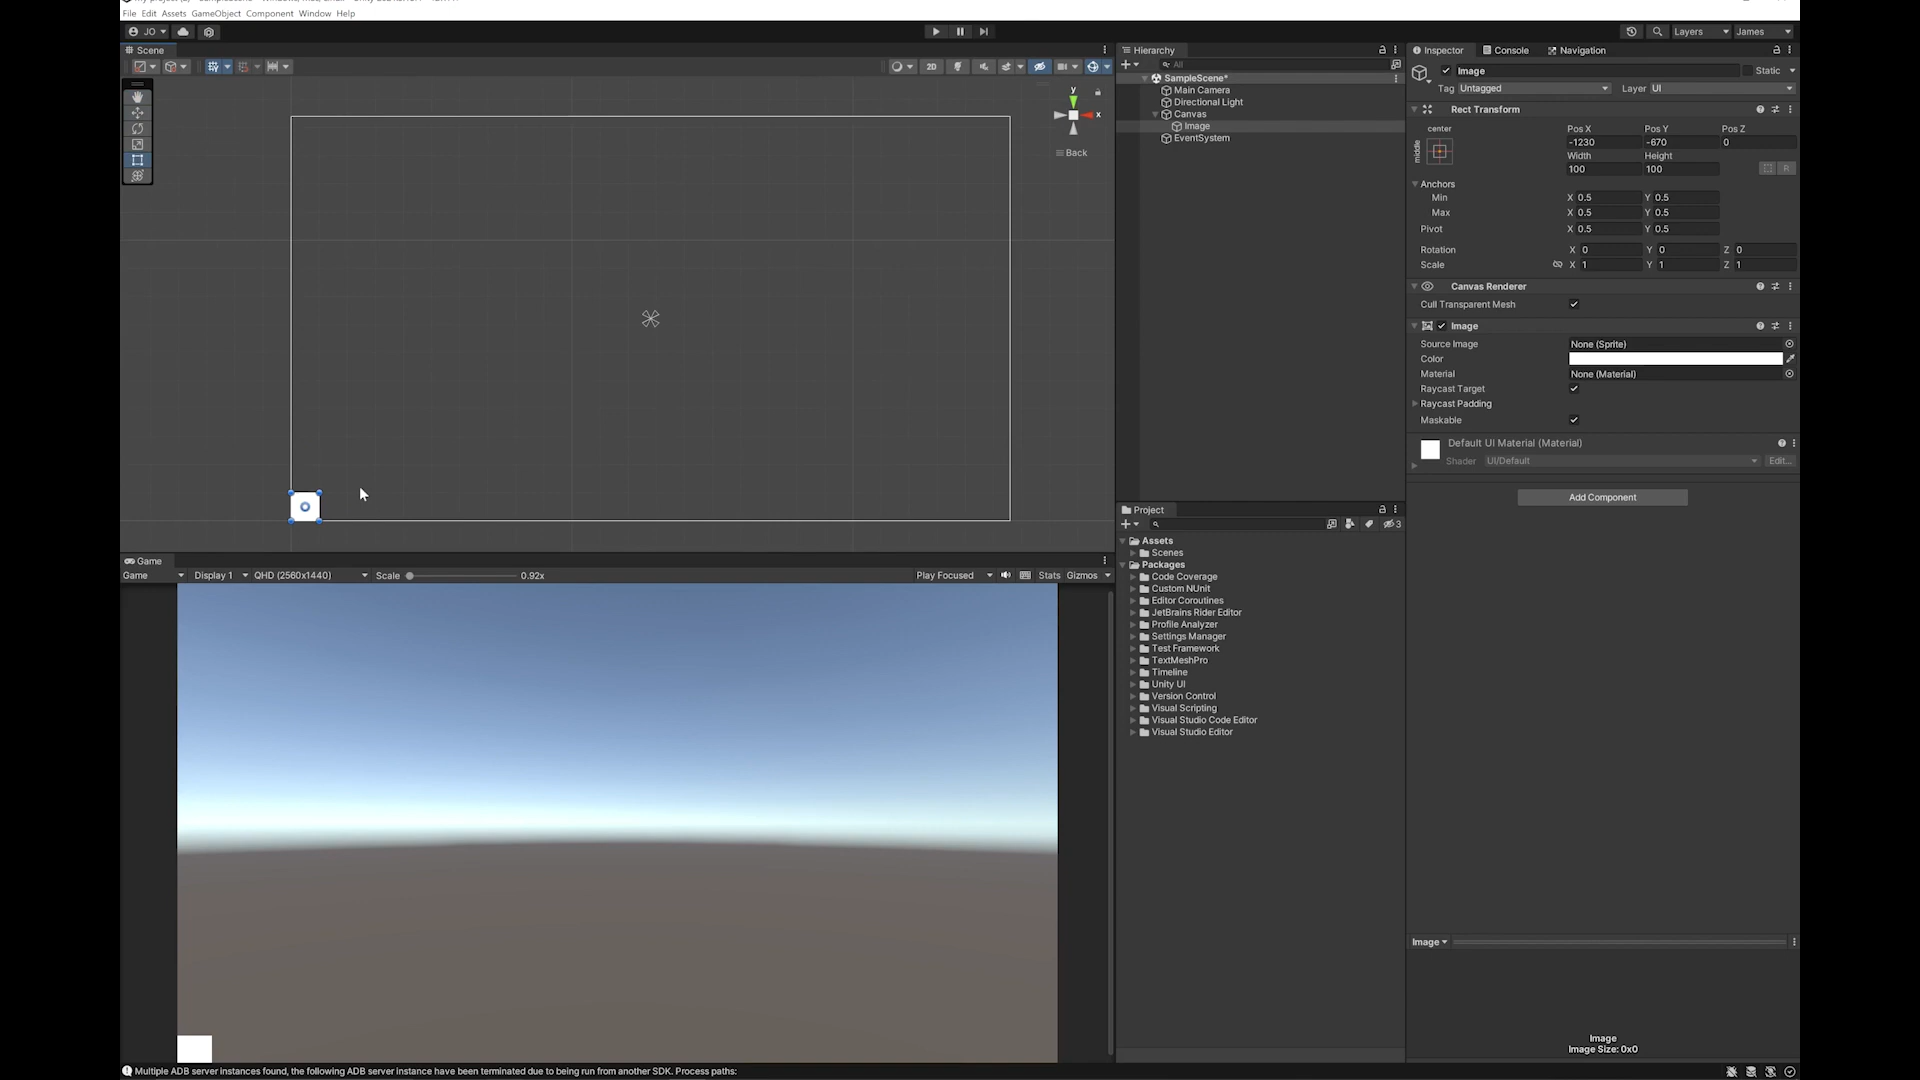 File Edit Assets GameObject Component Window Help
JO
Layers
James
Scene
2D
y
x
Back
Hierarchy
All
SampleScene*
Main Camera
Directional Light
Canvas
Image
EventSystem
Inspector
Console
Navigation
Image
Static
Tag Untagged
Layer UI
Rect Transform
center
middle
Pos X Pos Y Pos Z
-1230 -670 0
Width Height
100 100
R
Anchors
Min X 0.5 Y 0.5
Max X 0.5 Y 0.5
Pivot X 0.5 Y 0.5
Rotation X 0 Y 0 Z 0
Scale X 1 Y 1 Z 1
Canvas Renderer
Cull Transparent Mesh
Image
Source Image None (Sprite)
Color
Material None (Material)
Raycast Target
Raycast Padding
Maskable
Default UI Material (Material)
Shader UI/Default Edit...
Add Component
Project
3
Assets
Scenes
Packages
Code Coverage
Custom NUnit
Editor Coroutines
JetBrains Rider Editor
Profile Analyzer
Settings Manager
Test Framework
TextMeshPro
Timeline
Unity UI
Version Control
Visual Scripting
Visual Studio Code Editor
Visual Studio Editor
Game
Game Display 1 QHD (2560x1440) Scale 0.92x Play Focused Stats Gizmos
Image
Image
Image Size: 0x0
Multiple ADB server instances found, the following ADB server instance have been terminated due to being run from another SDK. Process paths: